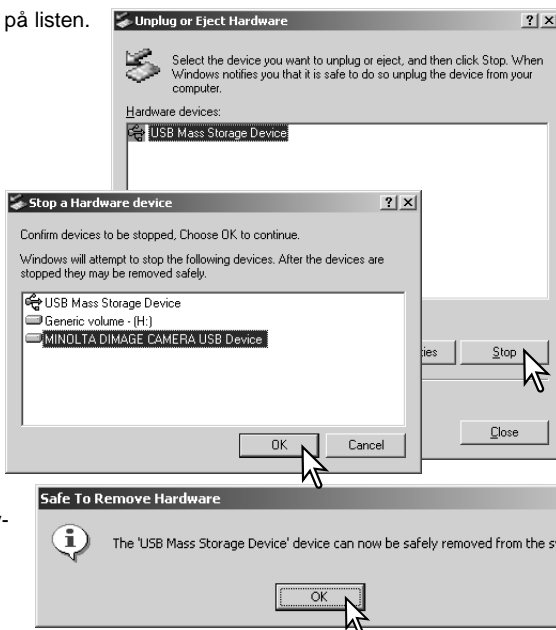 på listen.
Unplug or Eject Hardware
Select the device you want to unplug or eject, and then click Stop. When
Windows notifies you that it is safe to do so unplug the device from your
computer.
Hardware devices:
USB Mass Storage Device
Stop a Hardware device
Confirm devices to be stopped, Choose OK to continue.
Windows will attempt to stop the following devices. After the devices are
stopped they may be removed safely.
USB Mass Storage Device
Generic volume - (H:)
MINOLTA DIMAGE CAMERA USB Device
ties
Stop
OK
Cancel
Close
Safe To Remove Hardware
The 'USB Mass Storage Device' device can now be safely removed from the s
OK